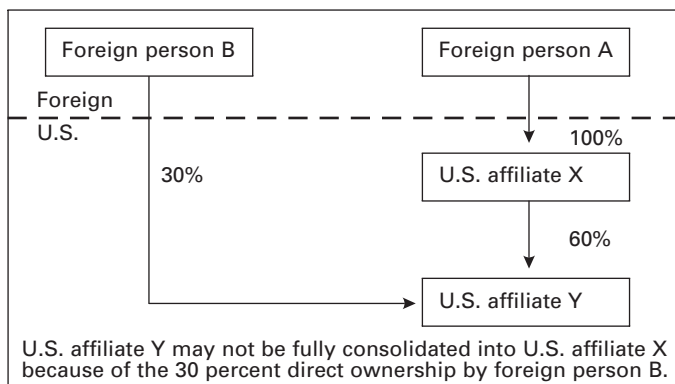 Foreign person B
Foreign person A
Foreign
U.S.
100%
30%
U.S. affiliate X
60%
U.S. affiliate Y
U.S. affiliate Y may not be fully consolidated into U.S. affiliate X
because of the 30 percent direct ownership by foreign person B.